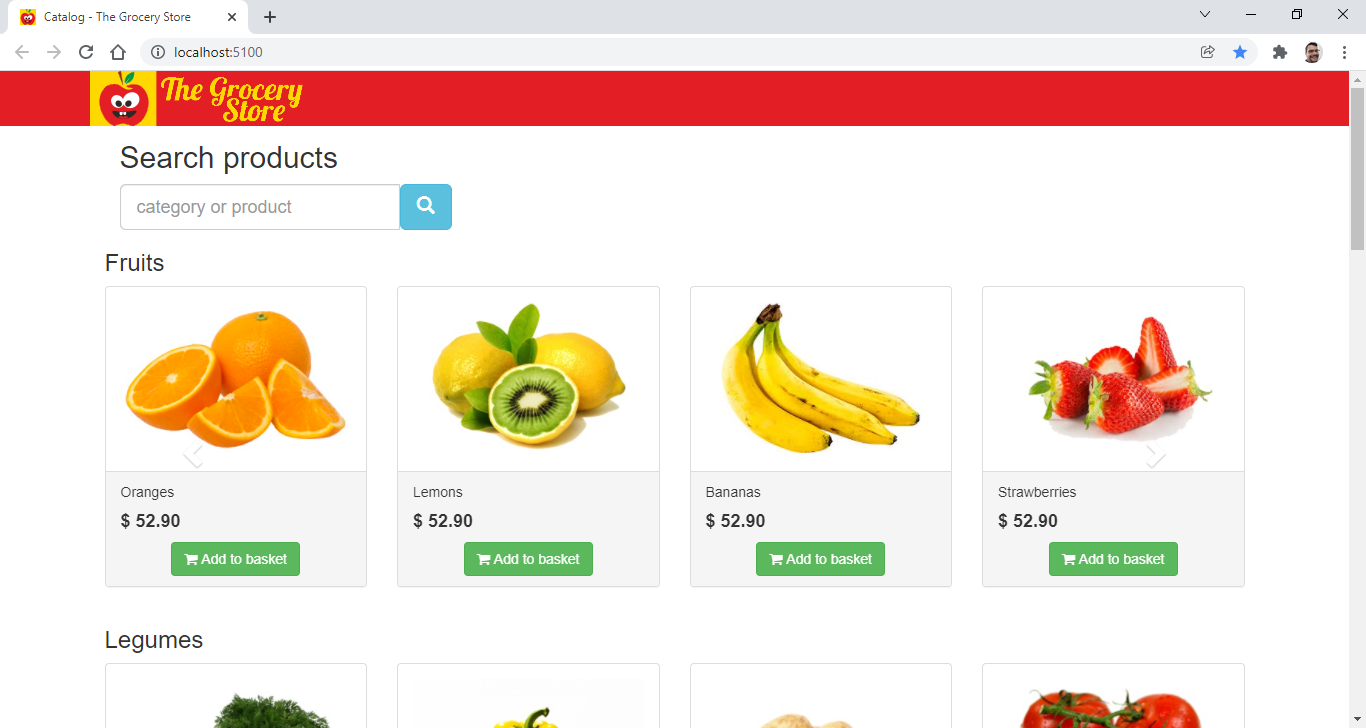 Catalog - The Grocery Store
localhost:5100
The Grocery
Store
Search products
category or product
Fruits
Oranges
$ 52.90
Add to basket
Lemons
$ 52.90
Add to basket
Bananas
$ 52.90
Add to basket
Strawberries
$ 52.90
Add to basket
Legumes